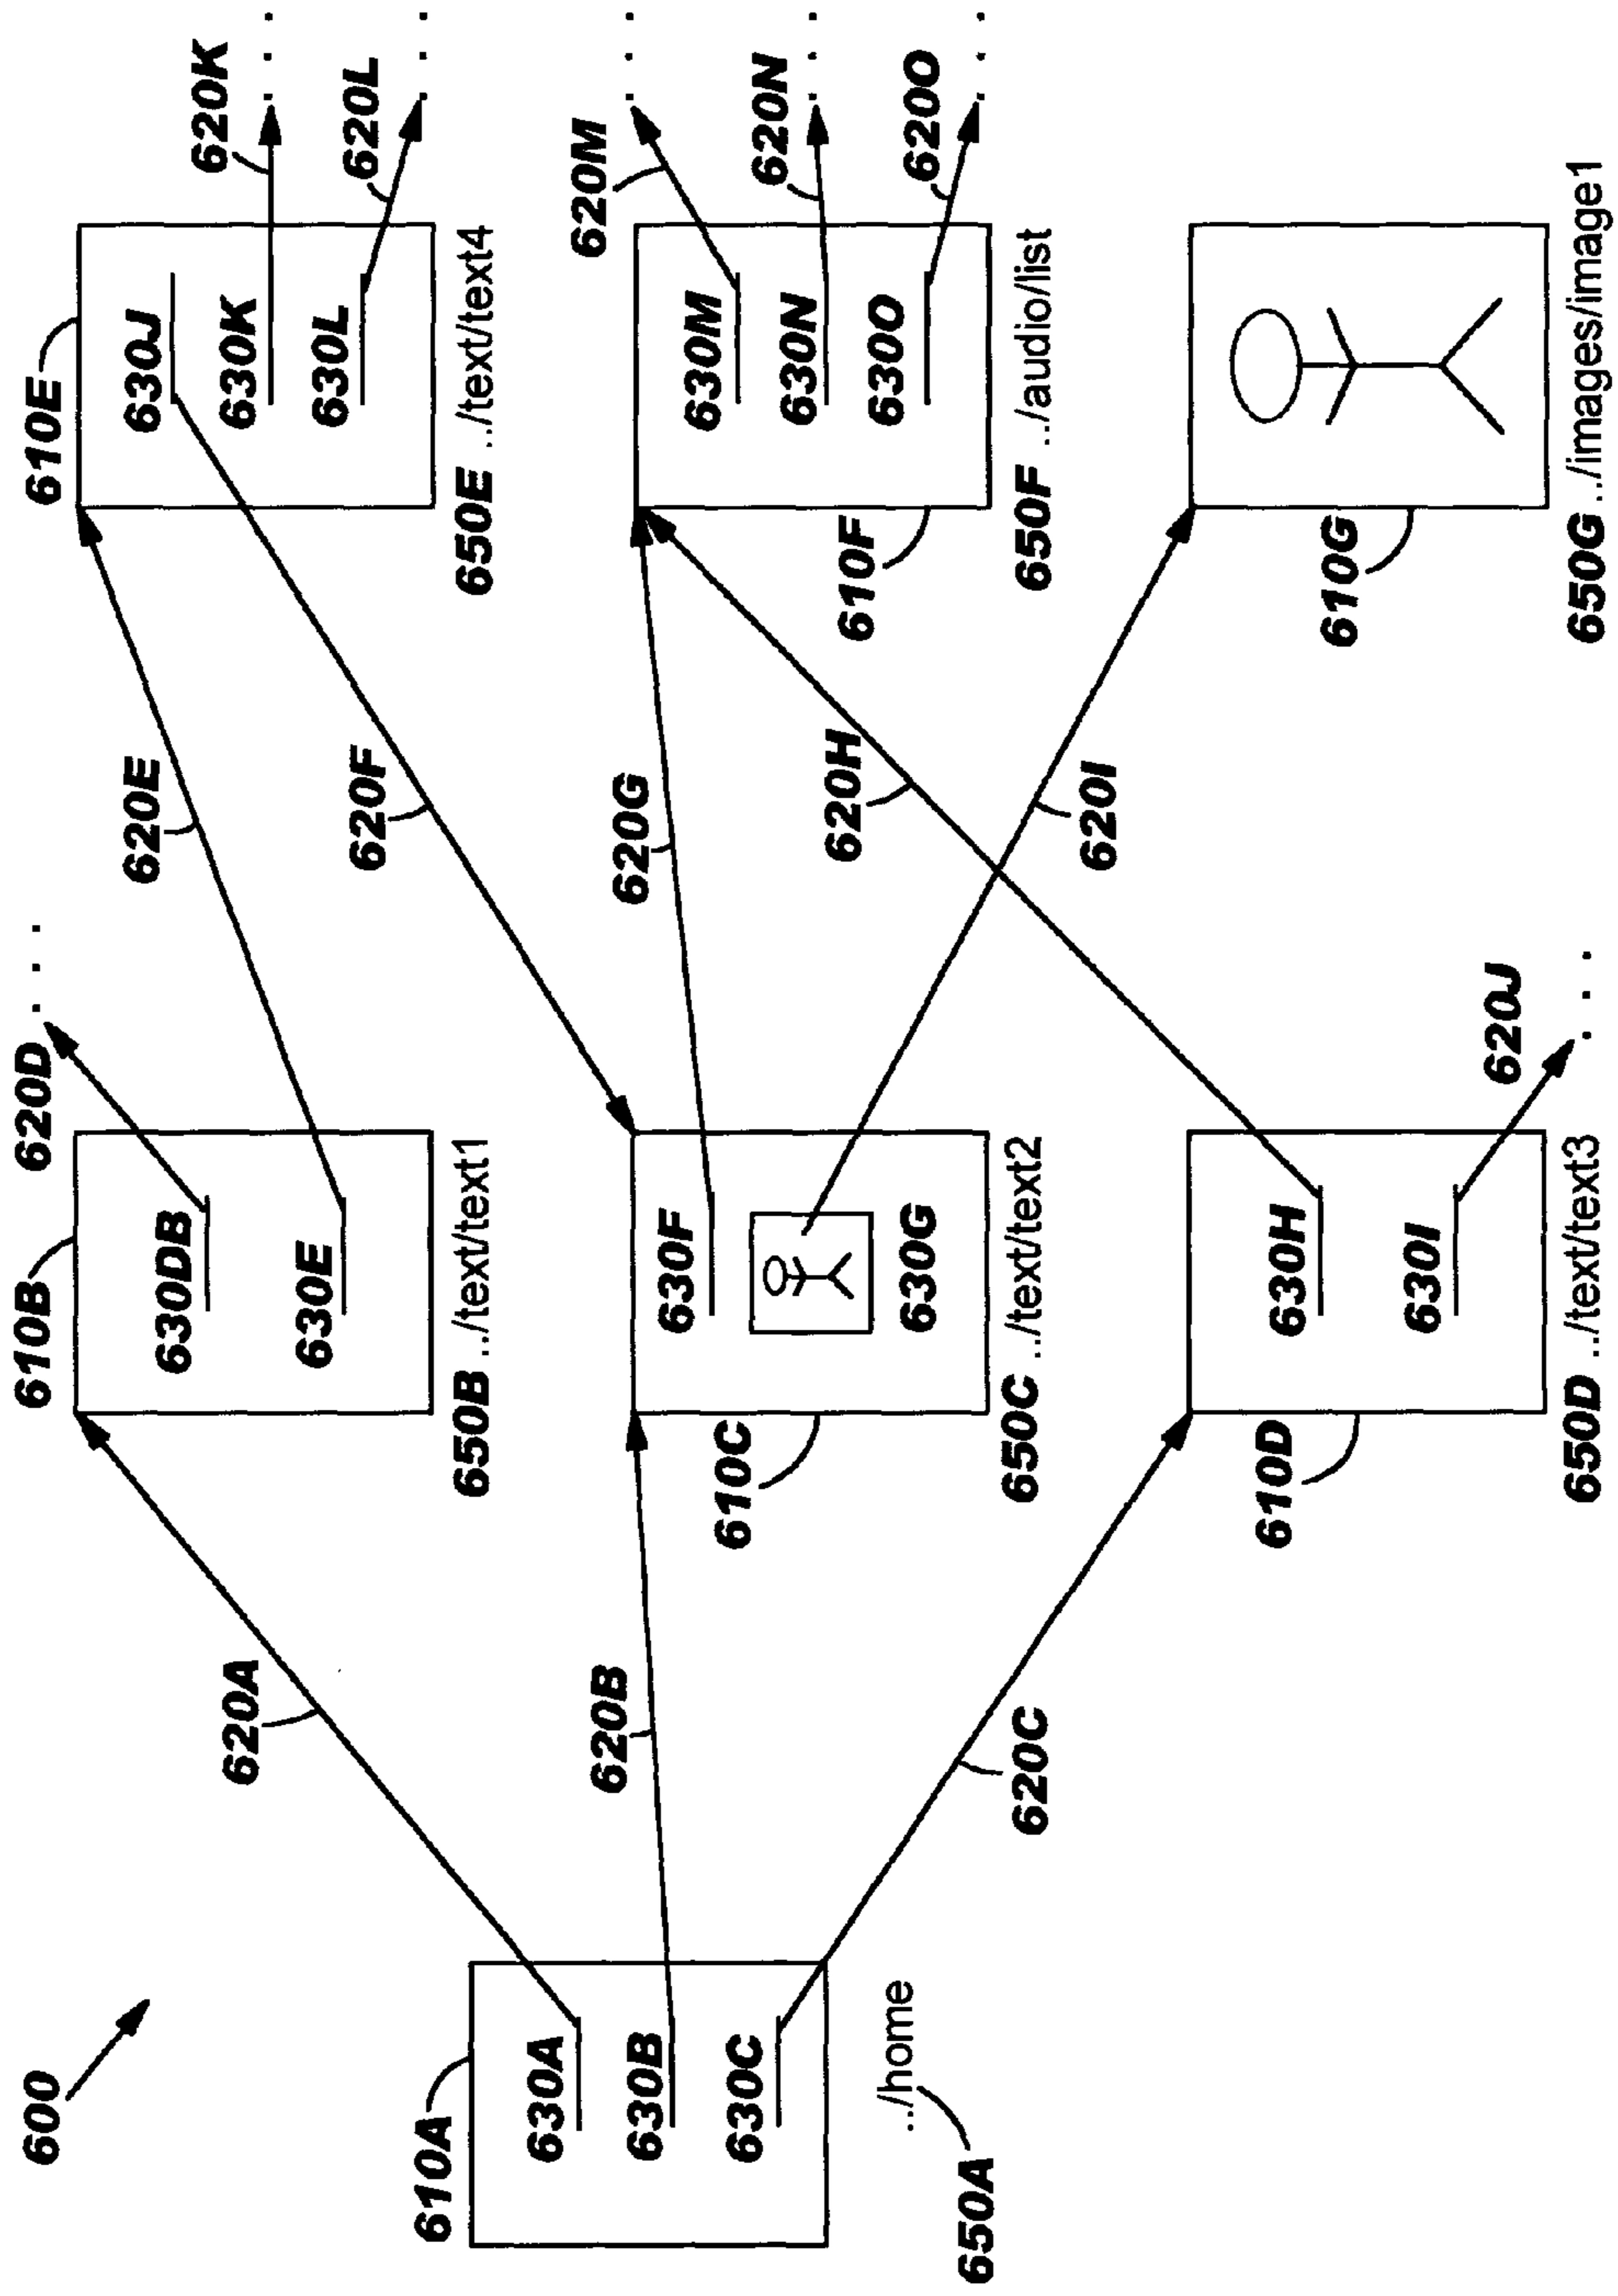 600
610A
630A
630B
630C
../home
650A
620A
620B
620C
610B
630DB
630E
650B ../text/text1
620D . . .
610C
630F
630G
650C ../text/text2
610D
630H
630I
650D ../text/text3
620J
. . .
620E
620F
620G
620H
620I
610E
630J
630K
630L
650E ../text/text4
620K
. . .
620L
. . .
610F
630M
630N
630O
650F ../audio/list
620M
. . .
620N
. . .
620O
. . .
610G
650G ../images/image1